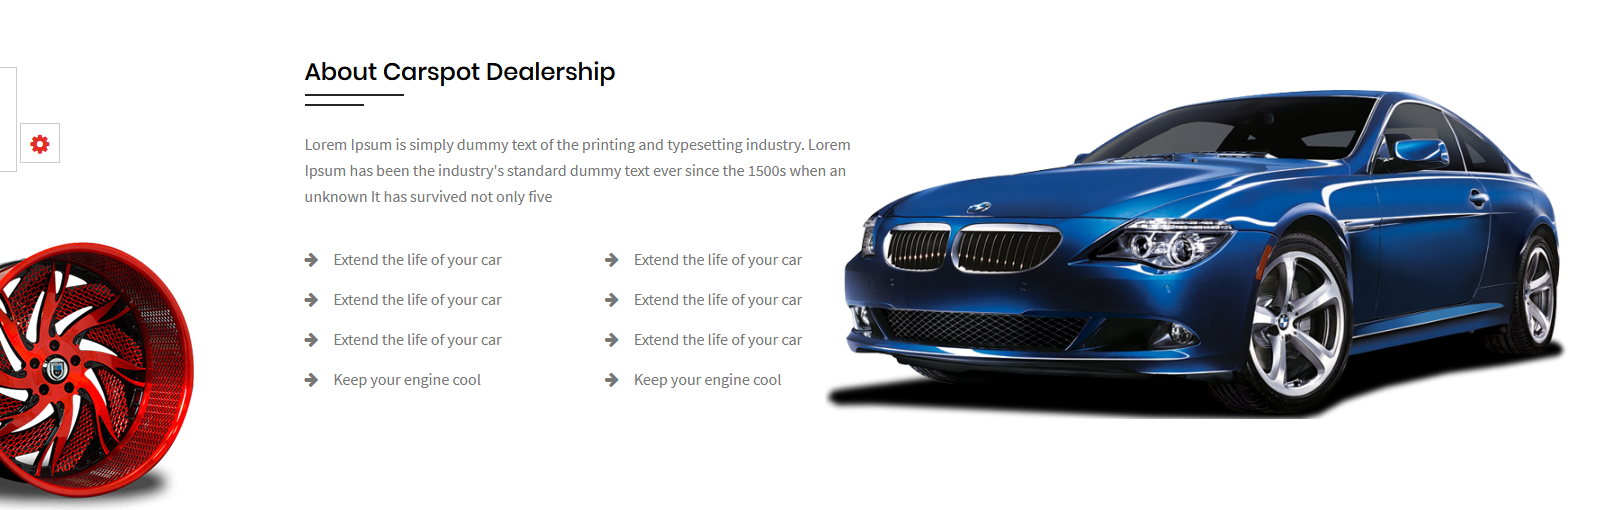 About Carspot Dealership
Lorem Ipsum is simply dummy text of the printing and typesetting industry. Lorem
Ipsum has been the industry's standard dummy text ever since the 1500s when an
unknown It has survived not only five
Extend the life of your car
Extend the life of your car
Extend the life of your car
Keep your engine cool
Extend the life of your car
Extend the life of your car
Extend the life of your car
Keep your engine cool